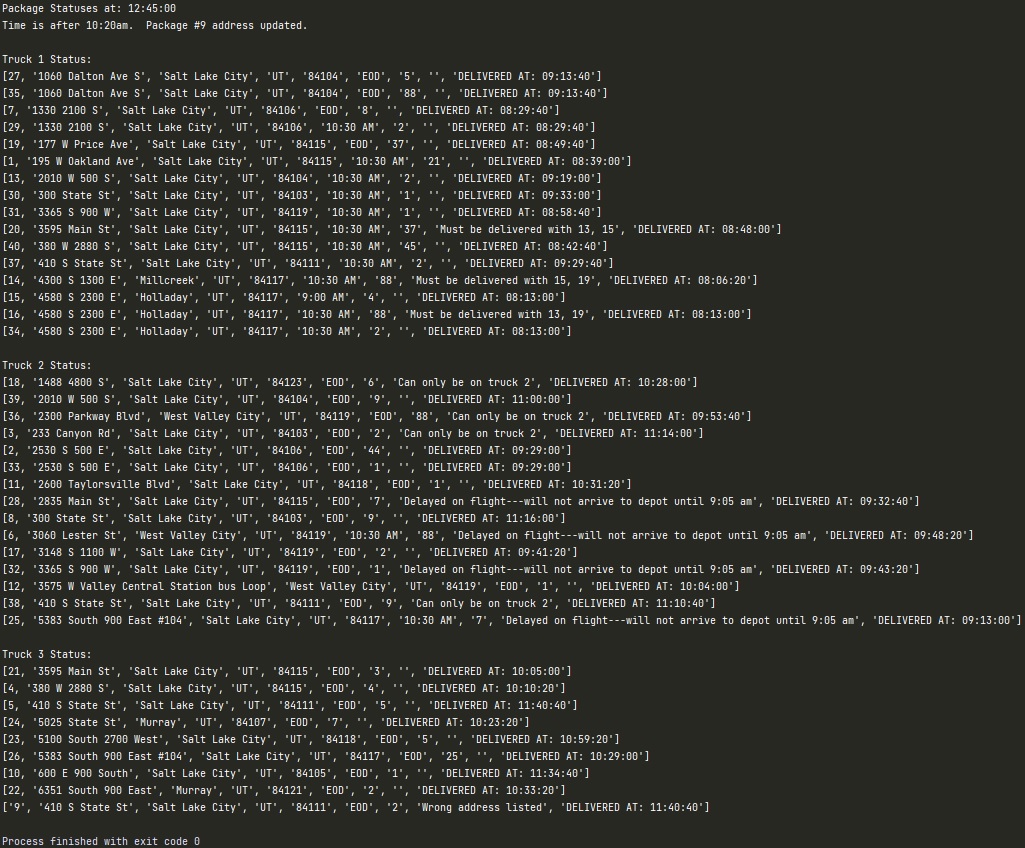 Package Statuses at: 12:45:00
Time is after 10:20am.  Package #9 address updated.

Truck 1 Status:
[27, '1060 Dalton Ave S', 'Salt Lake City', 'UT', '84104', 'EOD', '5', '', 'DELIVERED AT: 09:13:40']
[35, '1060 Dalton Ave S', 'Salt Lake City', 'UT', '84104', 'EOD', '88', '', 'DELIVERED AT: 09:13:40']
[7, '1330 2100 S', 'Salt Lake City', 'UT', '84106', 'EOD', '8', '', 'DELIVERED AT: 08:29:40']
[29, '1330 2100 S', 'Salt Lake City', 'UT', '84106', '10:30 AM', '2', '', 'DELIVERED AT: 08:29:40']
[19, '177 W Price Ave', 'Salt Lake City', 'UT', '84115', 'EOD', '37', '', 'DELIVERED AT: 08:49:40']
[1, '195 W Oakland Ave', 'Salt Lake City', 'UT', '84115', '10:30 AM', '21', '', 'DELIVERED AT: 08:39:00']
[13, '2010 W 500 S', 'Salt Lake City', 'UT', '84104', '10:30 AM', '2', '', 'DELIVERED AT: 09:19:00']
[30, '300 State St', 'Salt Lake City', 'UT', '84103', '10:30 AM', '1', '', 'DELIVERED AT: 09:33:00']
[31, '3365 S 900 W', 'Salt Lake City', 'UT', '84119', '10:30 AM', '1', '', 'DELIVERED AT: 08:58:40']
[20, '3595 Main St', 'Salt Lake City', 'UT', '84115', '10:30 AM', '37', 'Must be delivered with 13, 15', 'DELIVERED AT: 08:48:00']
[40, '380 W 2880 S', 'Salt Lake City', 'UT', '84115', '10:30 AM', '45', '', 'DELIVERED AT: 08:42:40']
[37, '410 S State St', 'Salt Lake City', 'UT', '84111', '10:30 AM', '2', '', 'DELIVERED AT: 09:29:40']
[14, '4300 S 1300 E', 'Millcreek', 'UT', '84117', '10:30 AM', '88', 'Must be delivered with 15, 19', 'DELIVERED AT: 08:06:20']
[15, '4580 S 2300 E', 'Holladay', 'UT', '84117', '9:00 AM', '4', '', 'DELIVERED AT: 08:13:00']
[16, '4580 S 2300 E', 'Holladay', 'UT', '84117', '10:30 AM', '88', 'Must be delivered with 13, 19', 'DELIVERED AT: 08:13:00']
[34, '4580 S 2300 E', 'Holladay', 'UT', '84117', '10:30 AM', '2', '', 'DELIVERED AT: 08:13:00']

Truck 2 Status:
[18, '1488 4800 S', 'Salt Lake City', 'UT', '84123', 'EOD', '6', 'Can only be on truck 2', 'DELIVERED AT: 10:28:00']
[39, '2010 W 500 S', 'Salt Lake City', 'UT', '84104', 'EOD', '9', '', 'DELIVERED AT: 11:00:00']
[36, '2300 Parkway Blvd', 'West Valley City', 'UT', '84119', 'EOD', '88', 'Can only be on truck 2', 'DELIVERED AT: 09:53:40']
[3, '233 Canyon Rd', 'Salt Lake City', 'UT', '84103', 'EOD', '2', 'Can only be on truck 2', 'DELIVERED AT: 11:14:00']
[2, '2530 S 500 E', 'Salt Lake City', 'UT', '84106', 'EOD', '44', '', 'DELIVERED AT: 09:29:00']
[33, '2530 S 500 E', 'Salt Lake City', 'UT', '84106', 'EOD', '1', '', 'DELIVERED AT: 09:29:00']
[11, '2600 Taylorsville Blvd', 'Salt Lake City', 'UT', '84118', 'EOD', '1', '', 'DELIVERED AT: 10:31:20']
[28, '2835 Main St', 'Salt Lake City', 'UT', '84115', 'EOD', '7', 'Delayed on flight---will not arrive to depot until 9:05 am', 'DELIVERED AT: 09:32:40']
[8, '300 State St', 'Salt Lake City', 'UT', '84103', 'EOD', '9', '', 'DELIVERED AT: 11:16:00']
[6, '3060 Lester St', 'West Valley City', 'UT', '84119', '10:30 AM', '88', 'Delayed on flight---will not arrive to depot until 9:05 am', 'DELIVERED AT: 09:48:20']
[17, '3148 S 1100 W', 'Salt Lake City', 'UT', '84119', 'EOD', '2', '', 'DELIVERED AT: 09:41:20']
[32, '3365 S 900 W', 'Salt Lake City', 'UT', '84119', 'EOD', '1', 'Delayed on flight---will not arrive to depot until 9:05 am', 'DELIVERED AT: 09:43:20']
[12, '3575 W Valley Central Station bus Loop', 'West Valley City', 'UT', '84119', 'EOD', '1', '', 'DELIVERED AT: 10:04:00']
[38, '410 S State St', 'Salt Lake City', 'UT', '84111', 'EOD', '9', 'Can only be on truck 2', 'DELIVERED AT: 11:10:40']
[25, '5383 South 900 East #104', 'Salt Lake City', 'UT', '84117', '10:30 AM', '7', 'Delayed on flight---will not arrive to depot until 9:05 am', 'DELIVERED AT: 09:13:00']

Truck 3 Status:
[21, '3595 Main St', 'Salt Lake City', 'UT', '84115', 'EOD', '3', '', 'DELIVERED AT: 10:05:00']
[4, '380 W 2880 S', 'Salt Lake City', 'UT', '84115', 'EOD', '4', '', 'DELIVERED AT: 10:10:20']
[5, '410 S State St', 'Salt Lake City', 'UT', '84111', 'EOD', '5', '', 'DELIVERED AT: 11:40:40']
[24, '5025 State St', 'Murray', 'UT', '84107', 'EOD', '7', '', 'DELIVERED AT: 10:23:20']
[23, '5100 South 2700 West', 'Salt Lake City', 'UT', '84118', 'EOD', '5', '', 'DELIVERED AT: 10:59:20']
[26, '5383 South 900 East #104', 'Salt Lake City', 'UT', '84117', 'EOD', '25', '', 'DELIVERED AT: 10:29:00']
[10, '600 E 900 South', 'Salt Lake City', 'UT', '84105', 'EOD', '1', '', 'DELIVERED AT: 11:34:40']
[22, '6351 South 900 East', 'Murray', 'UT', '84121', 'EOD', '2', '', 'DELIVERED AT: 10:33:20']
['9', '410 S State St', 'Salt Lake City', 'UT', '84111', 'EOD', '2', 'Wrong address listed', 'DELIVERED AT: 11:40:40']

Process finished with exit code 0